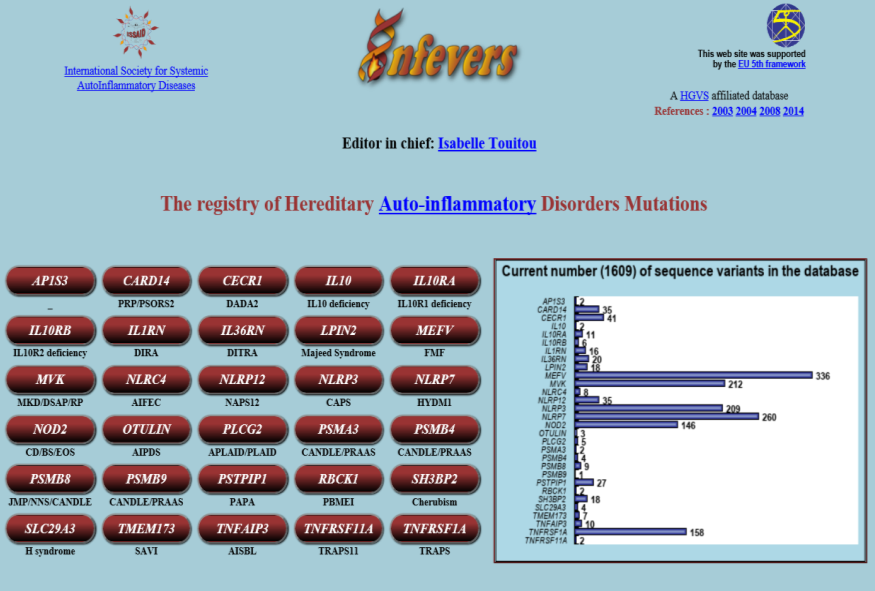 ISSAID
International Society for Systemic
AutoInflammatory Diseases
Infevers
This web site was supported
by the EU 5th framework
A HGVS affiliated database
References : 2003 2004 2008 2014
Editor in chief: Isabelle Touitou
The registry of Hereditary Auto-inflammatory Disorders Mutations
AP1S3 CARD14 CECR1 IL10 IL10RA
_ PRP/PSORS2 DADA2 IL10 deficiency IL10R1 deficiency
IL10RB IL1RN IL36RN LPIN2 MEFV
IL10R2 deficiency DIRA DITRA Majeed Syndrome FMF
MVK NLRC4 NLRP12 NLRP3 NLRP7
MKD/DSAP/RP AIFEC NAPS12 CAPS HYDM1
NOD2 OTULIN PLCG2 PSMA3 PSMB4
CD/BS/EOS AIPDS APLAID/PLAID CANDLE/PRAAS CANDLE/PRAAS
PSMB8 PSMB9 PSTPIP1 RBCK1 SH3BP2
JMP/NNS/CANDLE CANDLE/PRAAS PAPA PBMEI Cherubism
SLC29A3 TMEM173 TNFAIP3 TNFRSF11A TNFRSF1A
H syndrome SAVI AISBL TRAPS11 TRAPS
Current number (1609) of sequence variants in the database
AP1S3 2
CARD14 35
CECR1 41
IL10 2
IL10RA 11
IL10RB 6
IL1RN 16
IL36RN 20
LPIN2 18
MEFV 336
MVK 212
NLRC4 8
NLRP12 35
NLRP3 209
NLRP7 260
NOD2 146
OTULIN 3
PLCG2 5
PSMA3 2
PSMB4 4
PSMB8 9
PSMB9 1
PSTPIP1 27
RBCK1 2
SH3BP2 18
SLC29A3 4
TMEM173 7
TNFAIP3 10
TNFRSF1A 158
TNFRSF11A 2